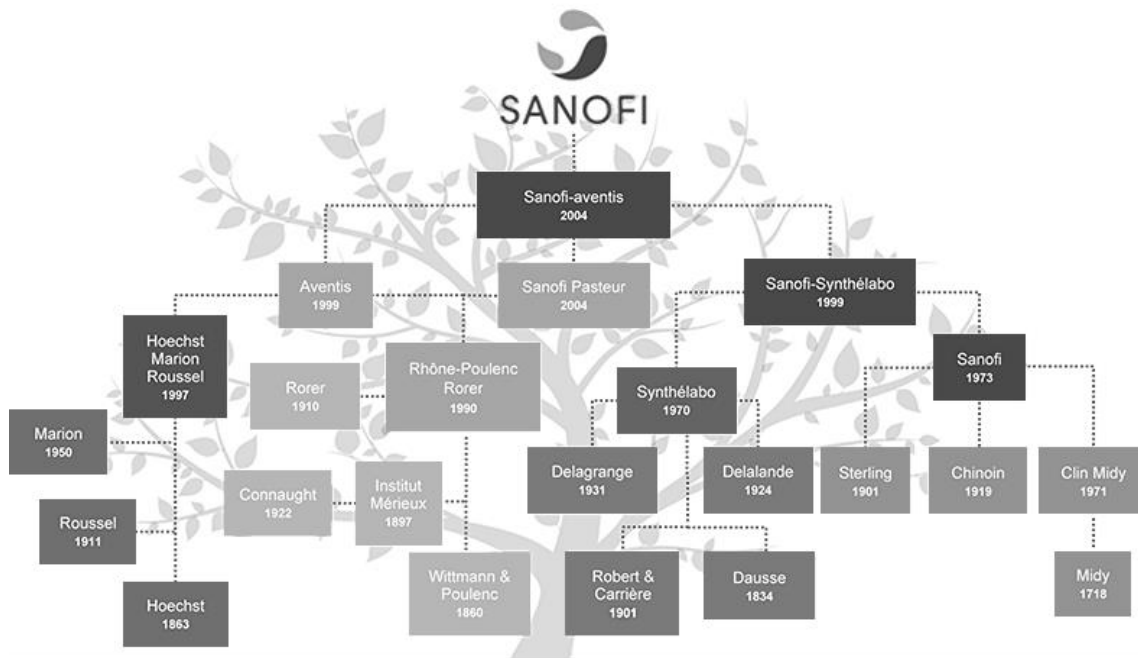 SANOFI
Sanofi-aventis
2004
Aventis
1999
Sanofi Pasteur
2004
Sanofi-Synthélabo
1999
Hoechst
Marion
Roussel
1997
Rorer
1910
Rhône-Poulenc
Rorer
1990
Synthélabo
1970
Sanofi
1973
Marion
1950
Connaught
1922
Institut
Mérieux
1897
Delagrange
1931
Delalande
1924
Sterling
1901
Chinoin
1919
Clin Midy
1971
Roussel
1911
Hoechst
1863
Wittmann &
Poulenc
1860
Robert &
Carrière
1901
Dausse
1834
Midy
1718